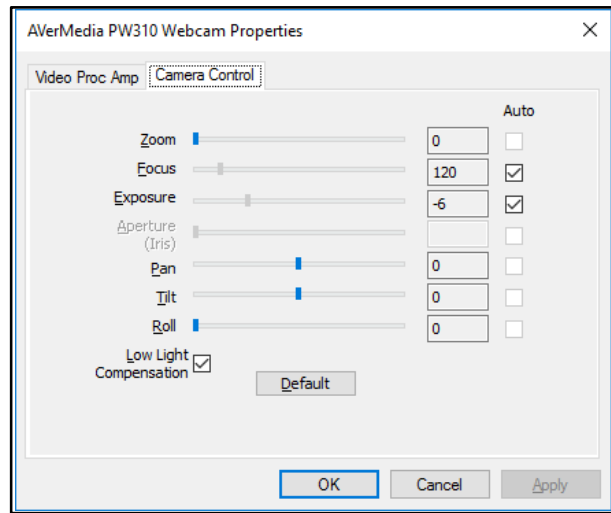 AVerMedia PW310 Webcam Properties
Video Proc Amp Camera Control
Auto
Zoom 0
Focus 120
Exposure -6
Aperture
(Iris)
Pan 0
Tilt 0
Roll 0
Low Light
Compensation
Default
OK Cancel Apply